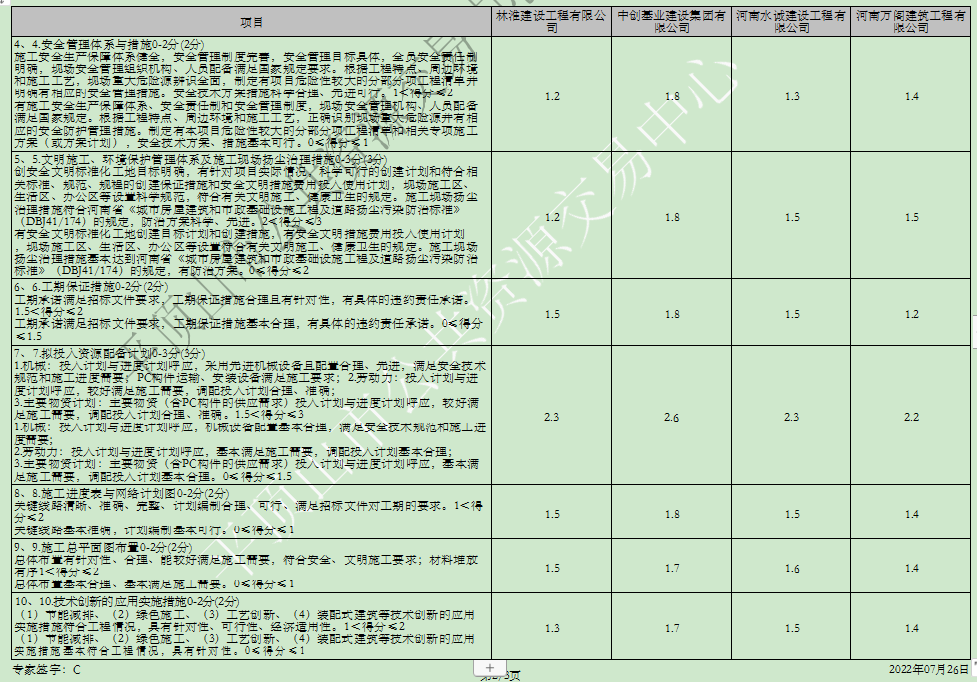 项目 林淮建设工程有限公司 中创基业建设集团有限公司 河南水诚建设工程有限公司 河南万阁建筑工程有限公司
4、4.安全管理体系与措施0-2分(2分)
施工安全生产保障体系健全，安全管理制度完善，安全管理目标具体，全员安全责任制
明确，现场安全管理组织机构、人员配备满足国家规定要求。根据工程特点、周边环境
和施工工艺，现场重大危险源辨识全面，制定有项目危险性较大的分部分项工程清单并
明确有相应的安全管理措施。安全技术方案措施科学合理、先进可行。1＜得分≤2
有施工安全生产保障体系、安全责任制和安全管理制度，现场安全管理机构、人员配备
满足国家规定。根据工程特点、周边环境和施工工艺，正确识别现场重大危险源并有相
应的安全防护管理措施。制定有本项目危险性较大的分部分项工程清单和相关专项施工
方案（或方案计划），安全技术方案、措施基本可行。0≤得分≤1
1.2 1.8 1.3 1.4
5、5.文明施工、环境保护管理体系及施工现场扬尘治理措施0-3分(3分)
创安全文明标准化工地目标明确，有针对项目实际情况，科学可行的创建计划和符合相
关标准、规范、规程的创建保证措施和安全文明措施费用投入使用计划，现场施工区、
生活区、办公区等设置科学规范，符合有关文明施工、健康卫生的规定。施工现场扬尘
治理措施符合河南省《城市房屋建筑和市政基础设施工程及道路扬尘污染防治标准》
（DBJ41/174）的规定，防治方案科学、先进。2＜得分≤3
有安全文明标准化工地创建目标计划和创建措施，有安全文明措施费用投入使用计划
，现场施工区、生活区、办公区等设置符合有关文明施工、健康卫生的规定。施工现场
扬尘治理措施基本达到河南省《城市房屋建筑和市政基础设施工程及道路扬尘污染防治
标准》（DBJ41/174）的规定，有防治方案。0≤得分≤2
1.2 1.8 1.5 1.5
6、6.工期保证措施0-2分(2分)
工期承诺满足招标文件要求，工期保证措施合理且有针对性，有具体的违约责任承诺。
1.5＜得分≤2
工期承诺满足招标文件要求，工期保证措施基本合理，有具体的违约责任承诺。0≤得分
≤1.5
1.5 1.8 1.5 1.2
7、7.拟投入资源配备计划0-3分(3分)
1.机械：投入计划与进度计划呼应，采用先进机械设备且配置合理、先进，满足安全技术
规范和施工进度需要；PC构件运输、安装设备满足施工要求；2.劳动力：投入计划与进
度计划呼应，较好满足施工需要，调配投入计划合理、准确；
3.主要物资计划：主要物资（含PC构件的供应需求）投入计划与进度计划呼应，较好满
足施工需要，调配投入计划合理、准确。1.5＜得分≤3
1.机械：投入计划与进度计划呼应，机械设备配置基本合理，满足安全技术规范和施工进
度需要；
2.劳动力：投入计划与进度计划呼应，基本满足施工需要，调配投入计划基本合理；
3.主要物资计划：主要物资（含PC构件的供应需求）投入计划与进度计划呼应，基本满
足施工需要，调配投入计划基本合理。0≤得分≤1.5
2.3 2.6 2.3 2.2
8、8.施工进度表与网络计划图0-2分(2分)
关键线路清晰、准确、完整、计划编制合理、可行、满足招标文件对工期的要求。1＜得
分≤2
关键线路基本准确，计划编制基本可行。0≤得分≤1
1.5 1.8 1.5 1.4
9、9.施工总平面图布置0-2分(2分)
总体布置有针对性、合理、能较好满足施工需要，符合安全、文明施工要求；材料堆放
有序1＜得分≤2
总体布置基本合理、基本满足施工需要。0≤得分≤1
1.5 1.7 1.6 1.4
10、10.技术创新的应用实施措施0-2分(2分)
（1）节能减排、（2）绿色施工、（3）工艺创新、（4）装配式建筑等技术创新的应用
实施措施符合工程情况，具有针对性、可行性、经济适用性。1＜得分≤2
（1）节能减排、（2）绿色施工、（3）工艺创新、（4）装配式建筑等技术创新的应用
实施措施基本符合工程情况，具有针对性。0≤得分≤1
1.3 1.7 1.5 1.4
专家签字：C 2022年07月26日
平顶山市公共资源交易中心